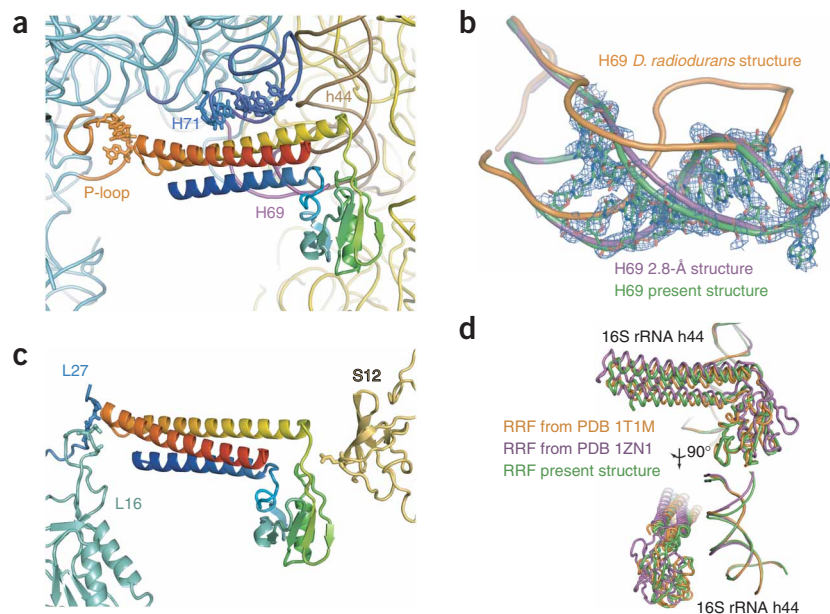 a
H71
h44
P-loop
H69
b
H69 D. radiodurans structure
H69 2.8-Å structure
H69 present structure
c
L27
S12
L16
d
16S rRNA h44
RRF from PDB 1T1M
RRF from PDB 1ZN1
RRF present structure
90°
16S rRNA h44